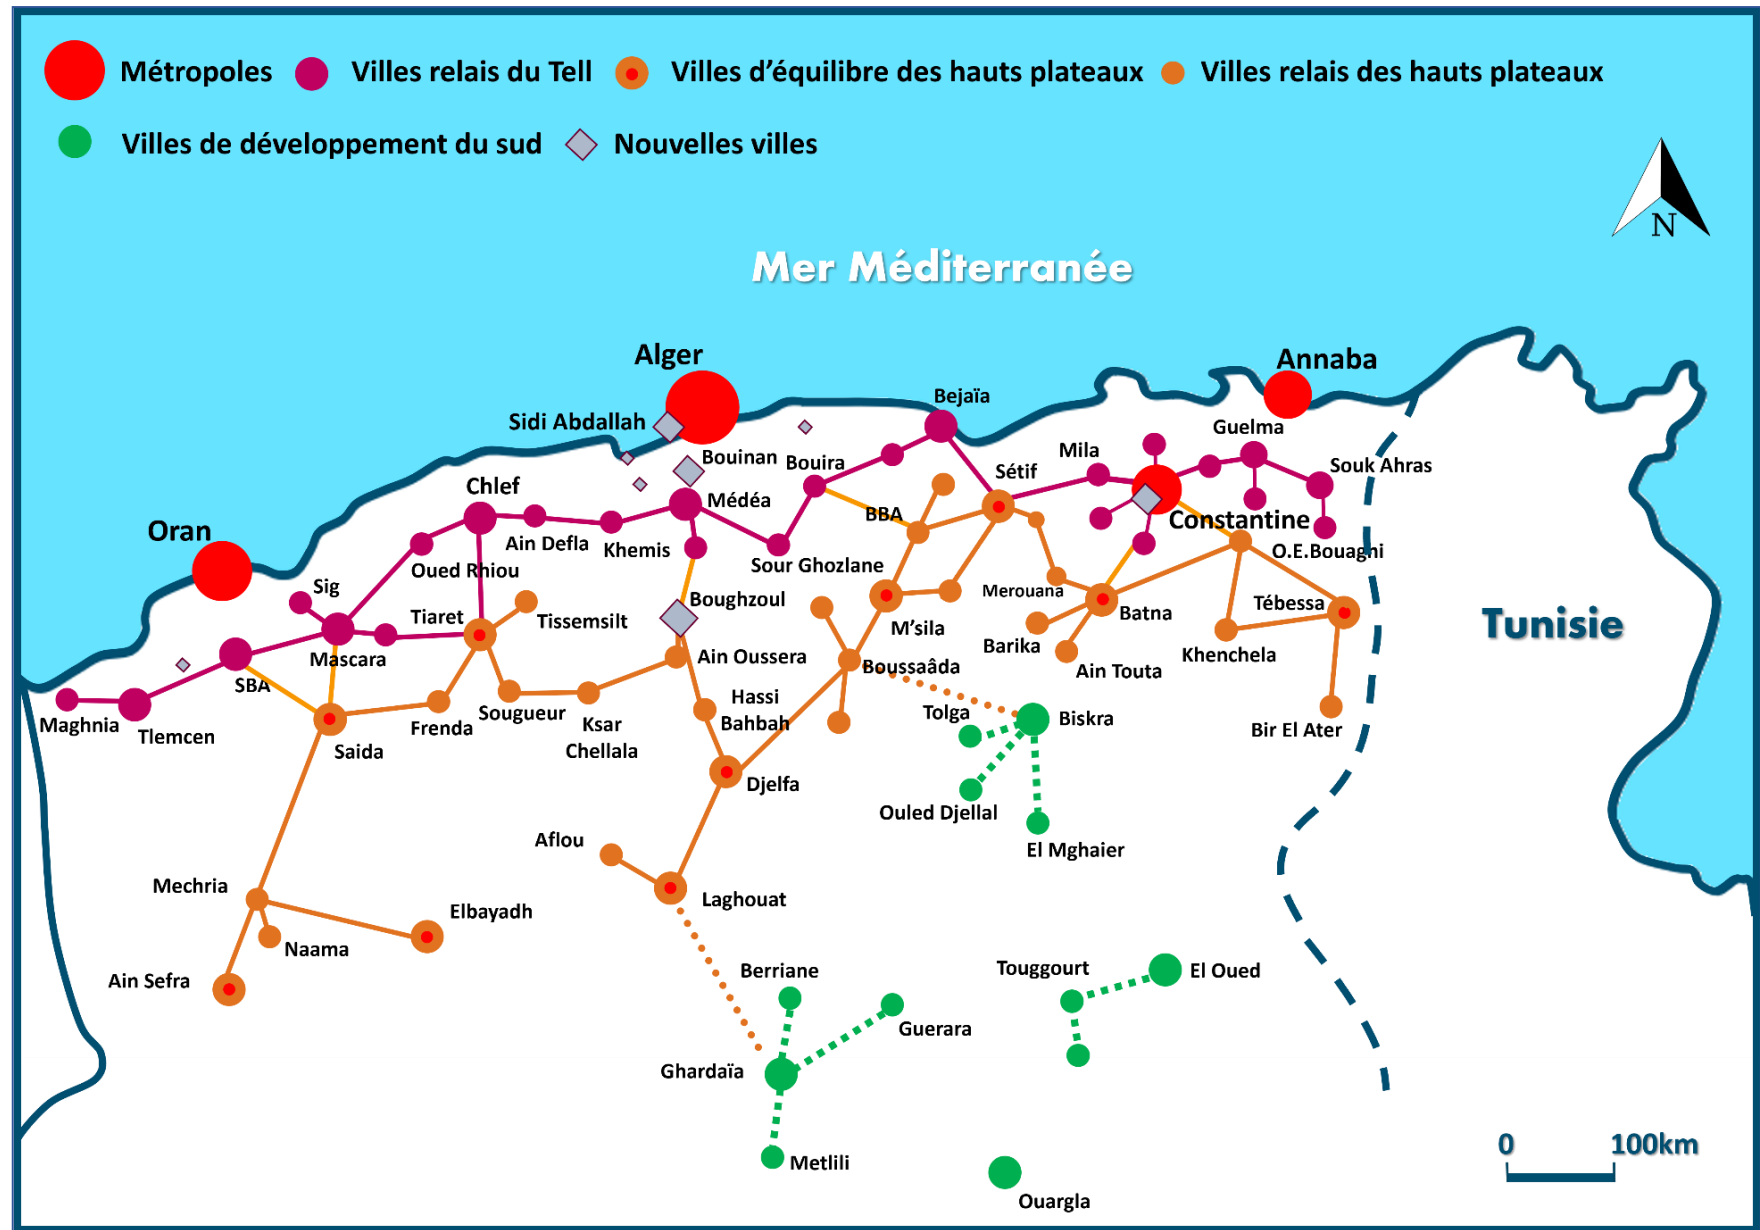 Métropoles
Villes relais du Tell
Villes d’équilibre des hauts plateaux
Villes relais des hauts plateaux
Villes de développement du sud
Nouvelles villes
N
Mer Méditerranée
Alger
Annaba
Bejaïa
Sidi Abdallah
Guelma
Bouinan
Bouira
Mila
Souk Ahras
Sétif
Chlef
Médéa
BBA
Constantine
Oran
Ain Defla
Khemis
O.E.Bouaghi
Sour Ghozlane
Oued Rhiou
Sig
Merouana
Boughzoul
Tébessa
Tiaret
Tissemsilt
Batna
M’sila
Tunisie
Barika
Khenchela
Mascara
Ain Oussera
Boussaâda
Ain Touta
SBA
Hassi
Bahbah
Tolga
Biskra
Maghnia
Tlemcen
Frenda
Sougueur
Ksar
Chellala
Bir El Ater
Saida
Djelfa
Ouled Djellal
Aflou
El Mghaier
Mechria
Laghouat
Elbayadh
Naama
Ain Sefra
Berriane
Touggourt
El Oued
Guerara
Ghardaïa
Metlili
Ouargla
0
100km